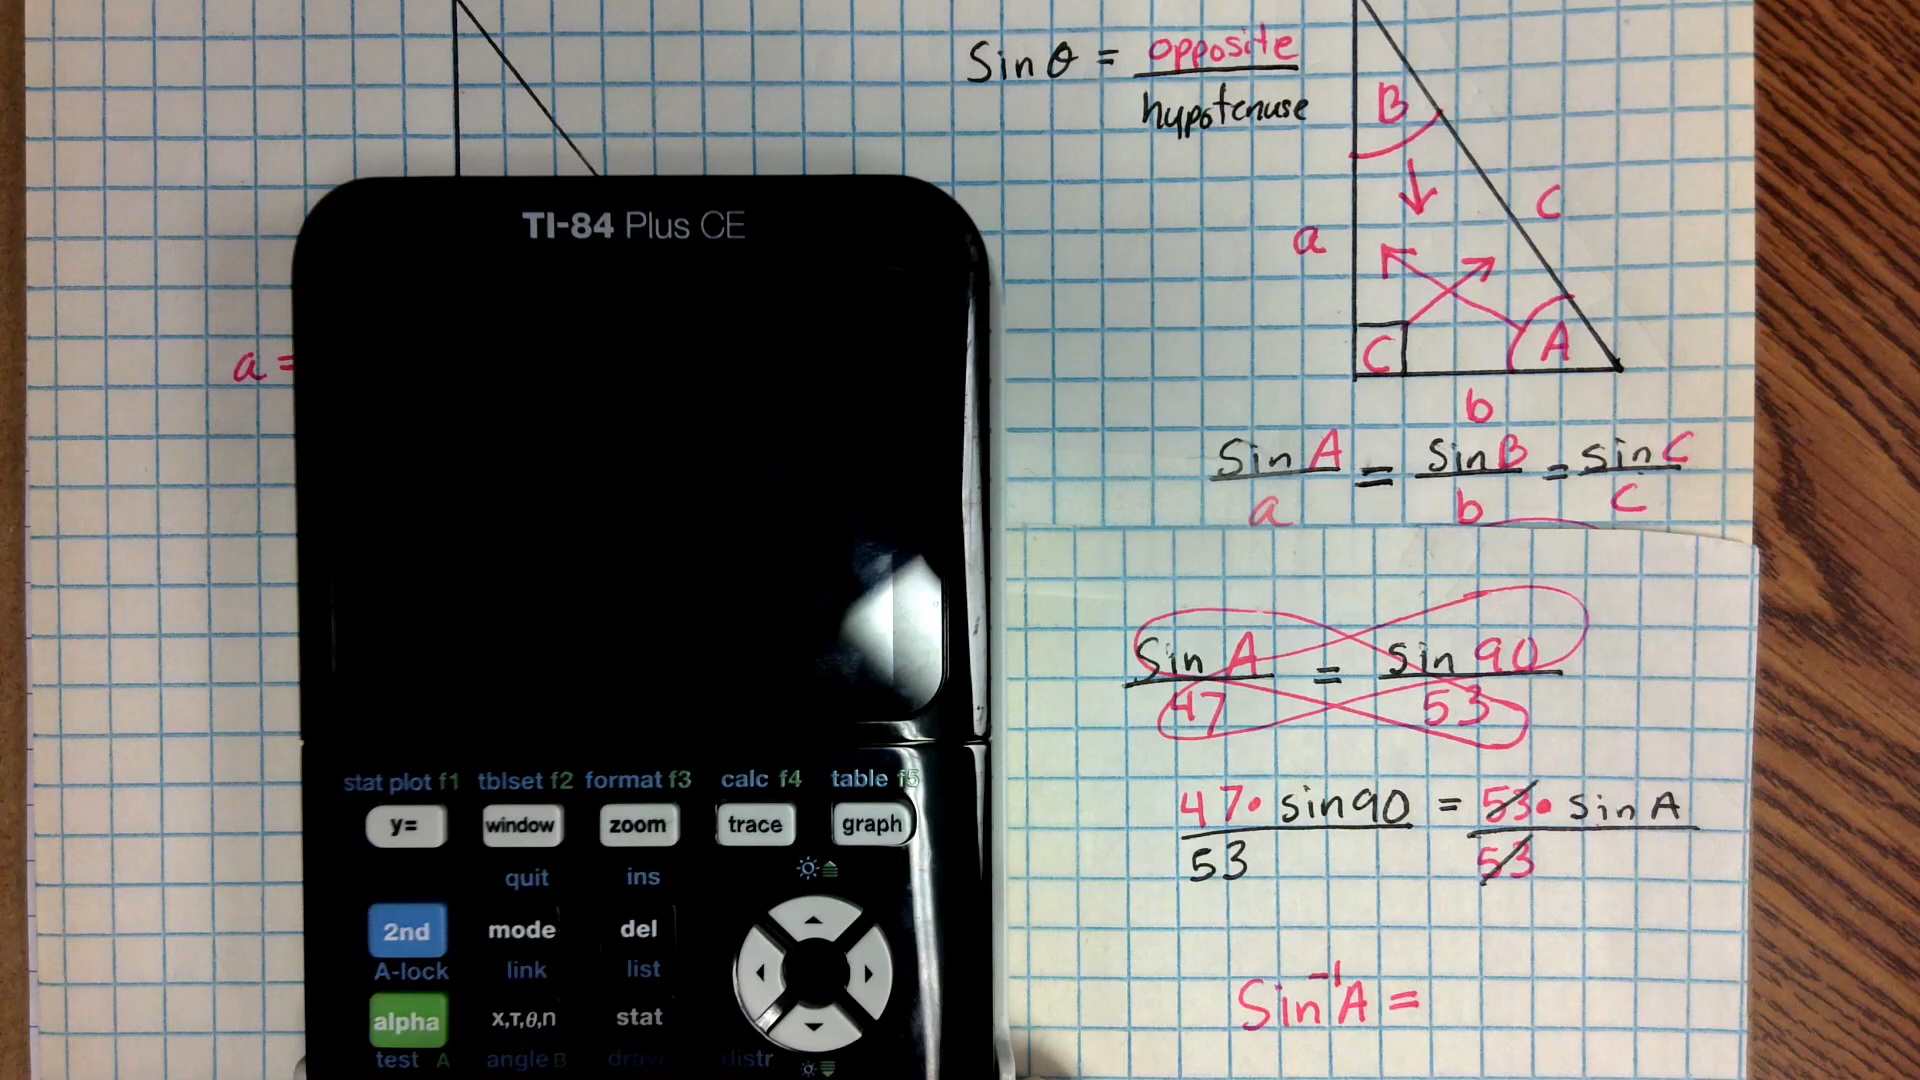 Sin θ = opposite
hypotenuse
B
c
a
C
A
b
Sin A = sin B = sin C
a b c
a =
Sin A = sin 90
47 53
47• sin90 = 53• sin A
53 53
Sin⁻¹A =
TI-84 Plus CE
stat plot f1 tblset f2 format f3 calc f4 table f5
y= window zoom trace graph
quit ins
2nd mode del
A-lock link list
alpha X,T,θ,n stat
test A angle B draw distr